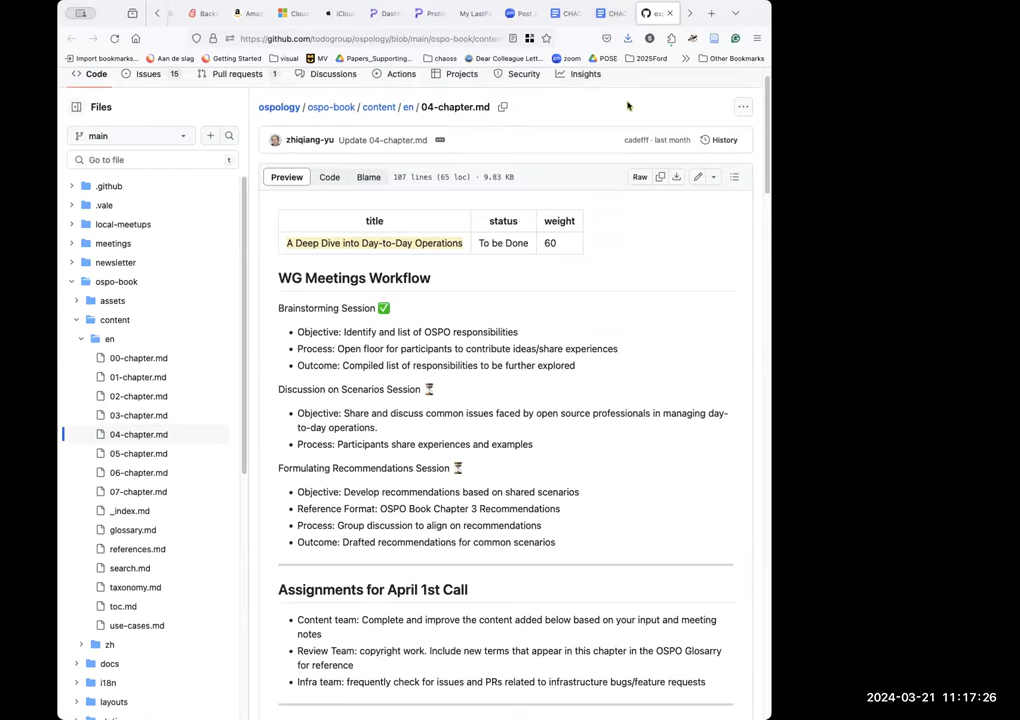 Backu
Amaz
Cloud
iClou
Dash
Prote
My LastP
Post
CHAO
CHAO
os
https://github.com/todogroup/ospology/blob/main/ospo-book/conten
Import bookmarks...
Aan de slag
Getting Started
visual
MV
Papers_Supporting...
chaoss
Dear Colleague Lett...
zoom
POSE
2025Ford
Other Bookmarks
Code
Issues 15
Pull requests 1
Discussions
Actions
Projects
Security
Insights
Files
ospology / ospo-book / content / en / 04-chapter.md
main
zhiqiang-yu Update 04-chapter.md
cadefff · last month
History
Go to file t
Preview Code Blame 107 lines (65 loc) · 9.83 KB
Raw
.github
.vale
local-meetups
meetings
newsletter
ospo-book
assets
content
en
00-chapter.md
01-chapter.md
02-chapter.md
03-chapter.md
04-chapter.md
05-chapter.md
06-chapter.md
07-chapter.md
_index.md
glossary.md
references.md
search.md
taxonomy.md
toc.md
use-cases.md
zh
docs
i18n
layouts
title status weight
A Deep Dive into Day-to-Day Operations To be Done 60
WG Meetings Workflow
Brainstorming Session ✅
• Objective: Identify and list of OSPO responsibilities
• Process: Open floor for participants to contribute ideas/share experiences
• Outcome: Compiled list of responsibilities to be further explored
Discussion on Scenarios Session ⏳
• Objective: Share and discuss common issues faced by open source professionals in managing day-
to-day operations.
• Process: Participants share experiences and examples
Formulating Recommendations Session ⏳
• Objective: Develop recommendations based on shared scenarios
• Reference Format: OSPO Book Chapter 3 Recommendations
• Process: Group discussion to align on recommendations
• Outcome: Drafted recommendations for common scenarios
Assignments for April 1st Call
• Content team: Complete and improve the content added below based on your input and meeting
notes
• Review Team: copyright work. Include new terms that appear in this chapter in the OSPO Glosarry
for reference
• Infra team: frequently check for issues and PRs related to infrastructure bugs/feature requests
2024-03-21 11:17:26